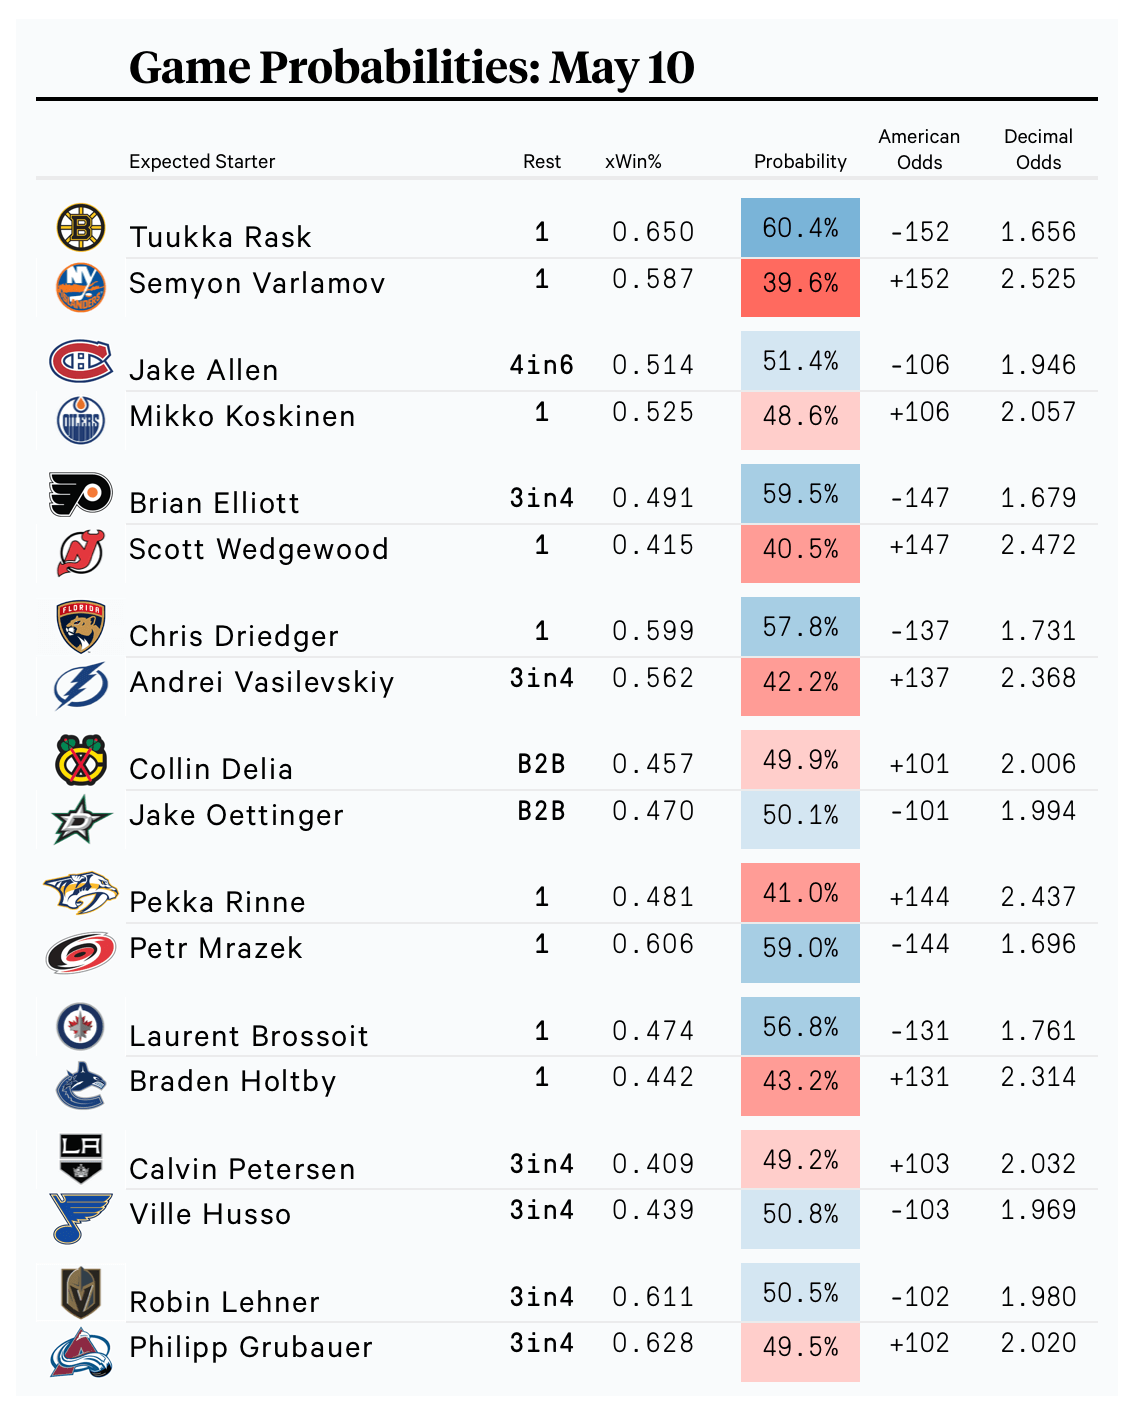 Game Probabilities: May 10
Expected Starter Rest xWin% Probability American Odds Decimal Odds
B Tuukka Rask 1 0.650 60.4% -152 1.656
NY ISLANDERS Semyon Varlamov 1 0.587 39.6% +152 2.525
CH Jake Allen 4in6 0.514 51.4% -106 1.946
OILERS Mikko Koskinen 1 0.525 48.6% +106 2.057
Brian Elliott 3in4 0.491 59.5% -147 1.679
Scott Wedgewood 1 0.415 40.5% +147 2.472
FLORIDA Chris Driedger 1 0.599 57.8% -137 1.731
Andrei Vasilevskiy 3in4 0.562 42.2% +137 2.368
Collin Delia B2B 0.457 49.9% +101 2.006
D Jake Oettinger B2B 0.470 50.1% -101 1.994
Pekka Rinne 1 0.481 41.0% +144 2.437
Petr Mrazek 1 0.606 59.0% -144 1.696
Laurent Brossoit 1 0.474 56.8% -131 1.761
Braden Holtby 1 0.442 43.2% +131 2.314
LA Calvin Petersen 3in4 0.409 49.2% +103 2.032
Ville Husso 3in4 0.439 50.8% -103 1.969
Robin Lehner 3in4 0.611 50.5% -102 1.980
Philipp Grubauer 3in4 0.628 49.5% +102 2.020